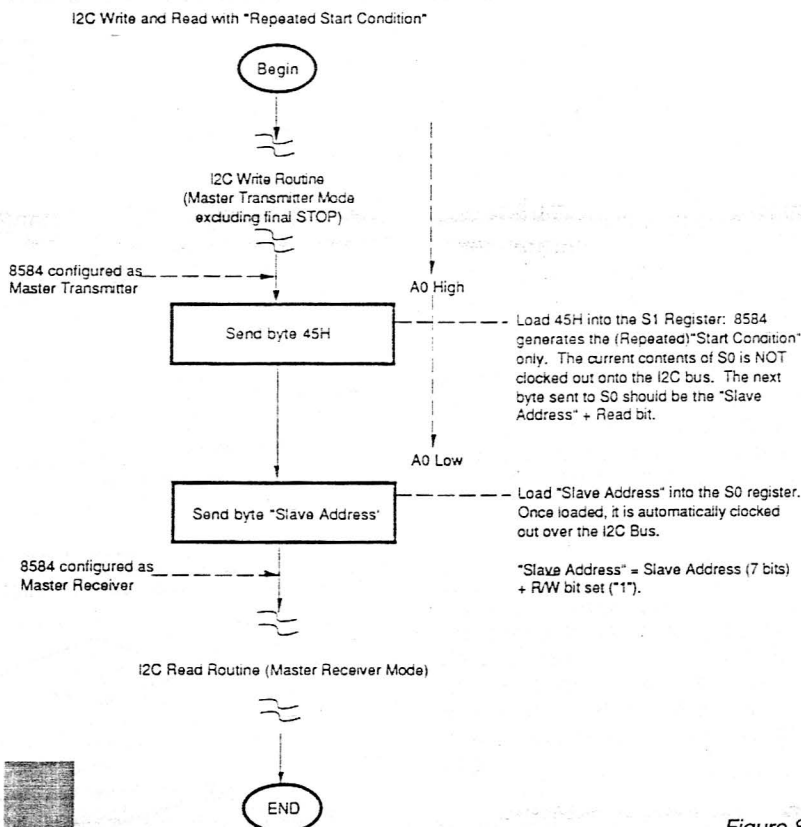 I2C Write and Read with "Repeated Start Condition"
Begin
I2C Write Routine
(Master Transmitter Mode
excluding final STOP)
8584 configured as
Master Transmitter
A0 High
Send byte 45H
Load 45H into the S1 Register: 8584
generates the (Repeated)"Start Condition"
only. The current contents of S0 is NOT
clocked out onto the I2C bus. The next
byte sent to S0 should be the "Slave
Address" + Read bit.
A0 Low
Send byte "Slave Address"
Load "Slave Address" into the S0 register.
Once loaded, it is automatically clocked
out over the I2C Bus.
"Slave Address" = Slave Address (7 bits)
+ R/W bit set ("1").
8584 configured as
Master Receiver
I2C Read Routine (Master Receiver Mode)
END
Figure 8